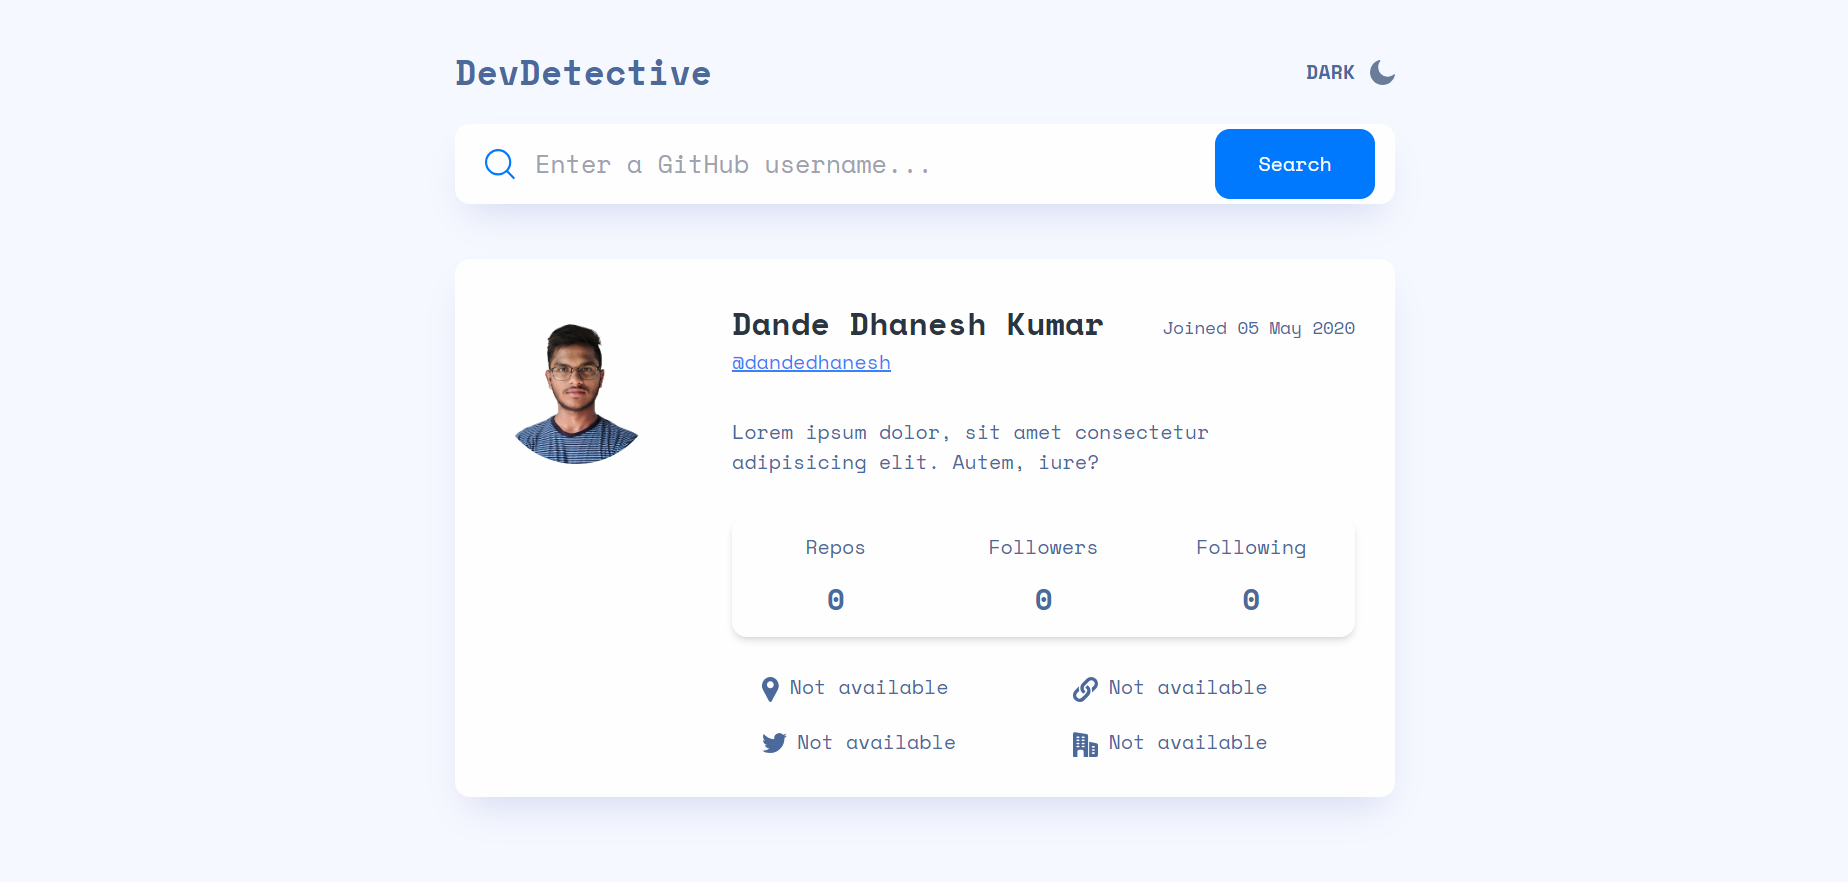 DevDetective
DARK
Enter a GitHub username...
Search
Dande Dhanesh Kumar
Joined 05 May 2020
@dandedhanesh
Lorem ipsum dolor, sit amet consectetur
adipisicing elit. Autem, iure?
Repos Followers Following
0 0 0
Not available Not available
Not available Not available